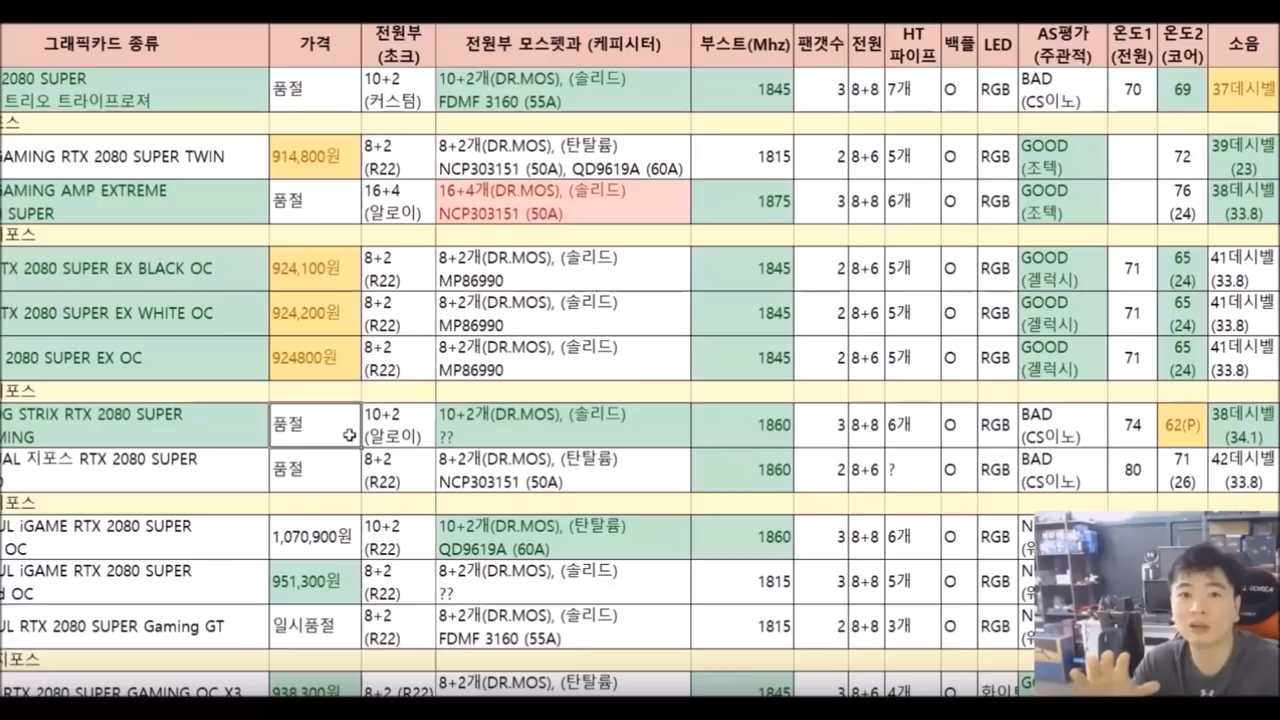 그래픽카드 종류 가격 전원부 (초크) 전원부 모스펫과 (케피시터) 부스트(Mhz) 팬갯수 전원 HT 파이프 백플 LED AS평가 (주관적) 온도1 (전원) 온도2 (코어) 소음
2080 SUPER 10+2 10+2개(DR.MOS), (솔리드) BAD
트리오 트라이프로져 품절 (커스텀) FDMF 3160 (55A) 1845 3 8+8 7개 O RGB (CS이노) 70 69 37데시벨
포스
GAMING RTX 2080 SUPER TWIN 914,800원 8+2 (R22) 8+2개(DR.MOS), (탄탈륨) NCP303151 (50A), QD9619A (60A) 1815 2 8+6 5개 O RGB GOOD (조텍) 72 39데시벨 (23)
GAMING AMP EXTREME 16+4 16+4개(DR.MOS), (솔리드) GOOD 76 38데시벨
SUPER 품절 (알로이) NCP303151 (50A) 1875 3 8+8 6개 O RGB (조텍) (24) (33.8)
지포스
TX 2080 SUPER EX BLACK OC 924,100원 8+2 (R22) 8+2개(DR.MOS), (솔리드) MP86990 1845 2 8+6 5개 O RGB GOOD (겔럭시) 71 65 (24) 41데시벨 (33.8)
TX 2080 SUPER EX WHITE OC 924,200원 8+2 (R22) 8+2개(DR.MOS), (솔리드) MP86990 1845 2 8+6 5개 O RGB GOOD (겔럭시) 71 65 (24) 41데시벨 (33.8)
2080 SUPER EX OC 924800원 8+2 (R22) 8+2개(DR.MOS), (솔리드) MP86990 1845 2 8+6 5개 O RGB GOOD (겔럭시) 71 65 (24) 41데시벨 (33.8)
지포스
G STRIX RTX 2080 SUPER 10+2 10+2개(DR.MOS), (솔리드) BAD 38데시벨
MING 품절 (알로이) ?? 1860 3 8+8 6개 O RGB (CS이노) 74 62(P) (34.1)
AL 지포스 RTX 2080 SUPER 품절 8+2 (R22) 8+2개(DR.MOS), (탄탈륨) NCP303151 (50A) 1860 2 8+6 ? O RGB BAD (CS이노) 80 71 (26) 42데시벨 (33.8)
지포스
UL iGAME RTX 2080 SUPER 10+2 10+2개(DR.MOS), (탄탈륨)
OC 1,070,900원 (R22) QD9619A (60A) 1860 3 8+8 6개 O RGB
UL iGAME RTX 2080 SUPER 8+2 8+2개(DR.MOS), (솔리드)
OC 951,300원 (R22) ?? 1815 3 8+8 5개 O RGB
UL RTX 2080 SUPER Gaming GT 일시품절 8+2 (R22) 8+2개(DR.MOS), (솔리드) FDMF 3160 (55A) 1815 2 8+8 3개 O RGB
지포스
RTX 2080 SUPER GAMING OC X3 938,300원 8+2 (R22) 8+2개(DR.MOS), (탄탈륨) 1845 3 8+6 4개 O